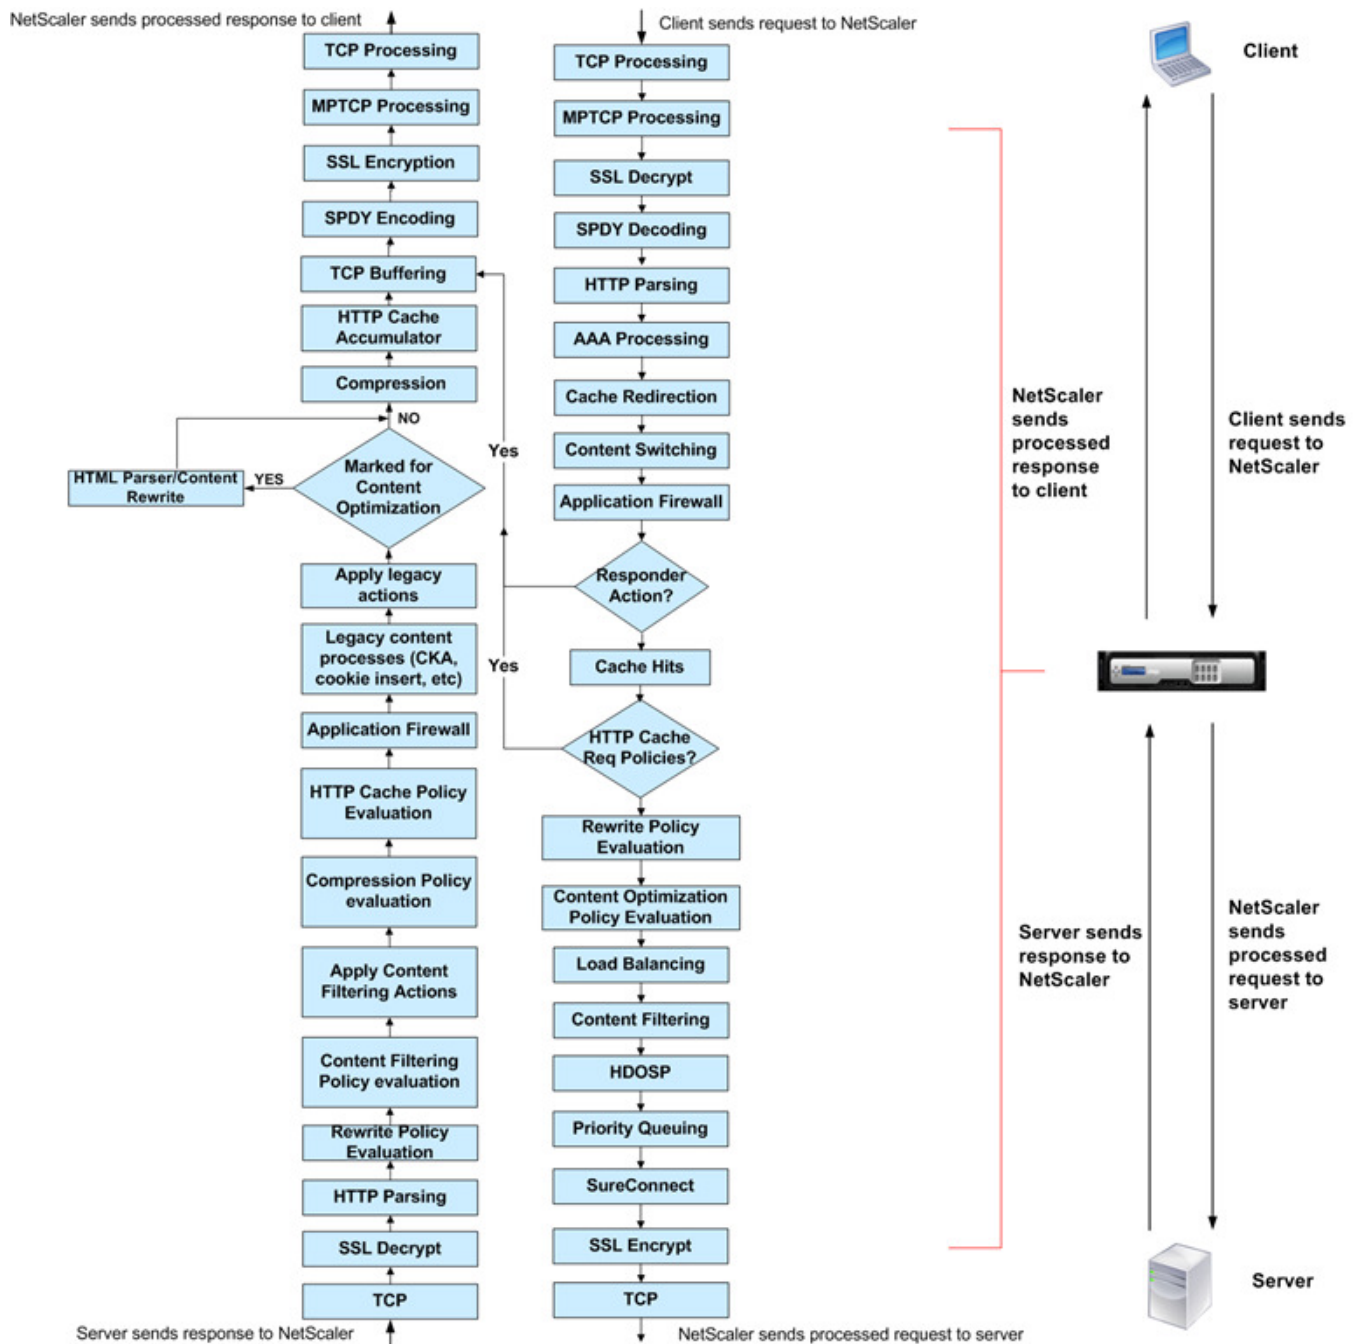 NetScaler sends processed response to client
TCP Processing
MPTCP Processing
SSL Encryption
SPDY Encoding
TCP Buffering
HTTP Cache
Accumulator
Compression
NO
Marked for
Content
Optimization
YES
HTML Parser/Content
Rewrite
Apply legacy
actions
Legacy content
processes (CKA,
cookie insert, etc)
Application Firewall
HTTP Cache Policy
Evaluation
Compression Policy
evaluation
Apply Content
Filtering Actions
Content Filtering
Policy evaluation
Rewrite Policy
Evaluation
HTTP Parsing
SSL Decrypt
TCP
Server sends response to NetScaler
Client sends request to NetScaler
TCP Processing
MPTCP Processing
SSL Decrypt
SPDY Decoding
HTTP Parsing
AAA Processing
Cache Redirection
Content Switching
Application Firewall
Yes
Responder
Action?
Cache Hits
Yes
HTTP Cache
Req Policies?
Rewrite Policy
Evaluation
Content Optimization
Policy Evaluation
Load Balancing
Content Filtering
HDOSP
Priority Queuing
SureConnect
SSL Encrypt
TCP
NetScaler sends processed request to server
Client
NetScaler
sends
processed
response
to client
Client sends
request to
NetScaler
Server sends
response to
NetScaler
NetScaler
sends
processed
request to
server
Server